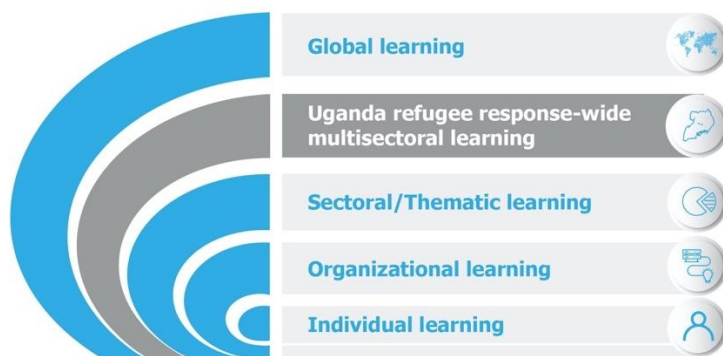 Global learning
Uganda refugee response-wide
multisectoral learning
Sectoral/Thematic learning
Organizational learning
Individual learning